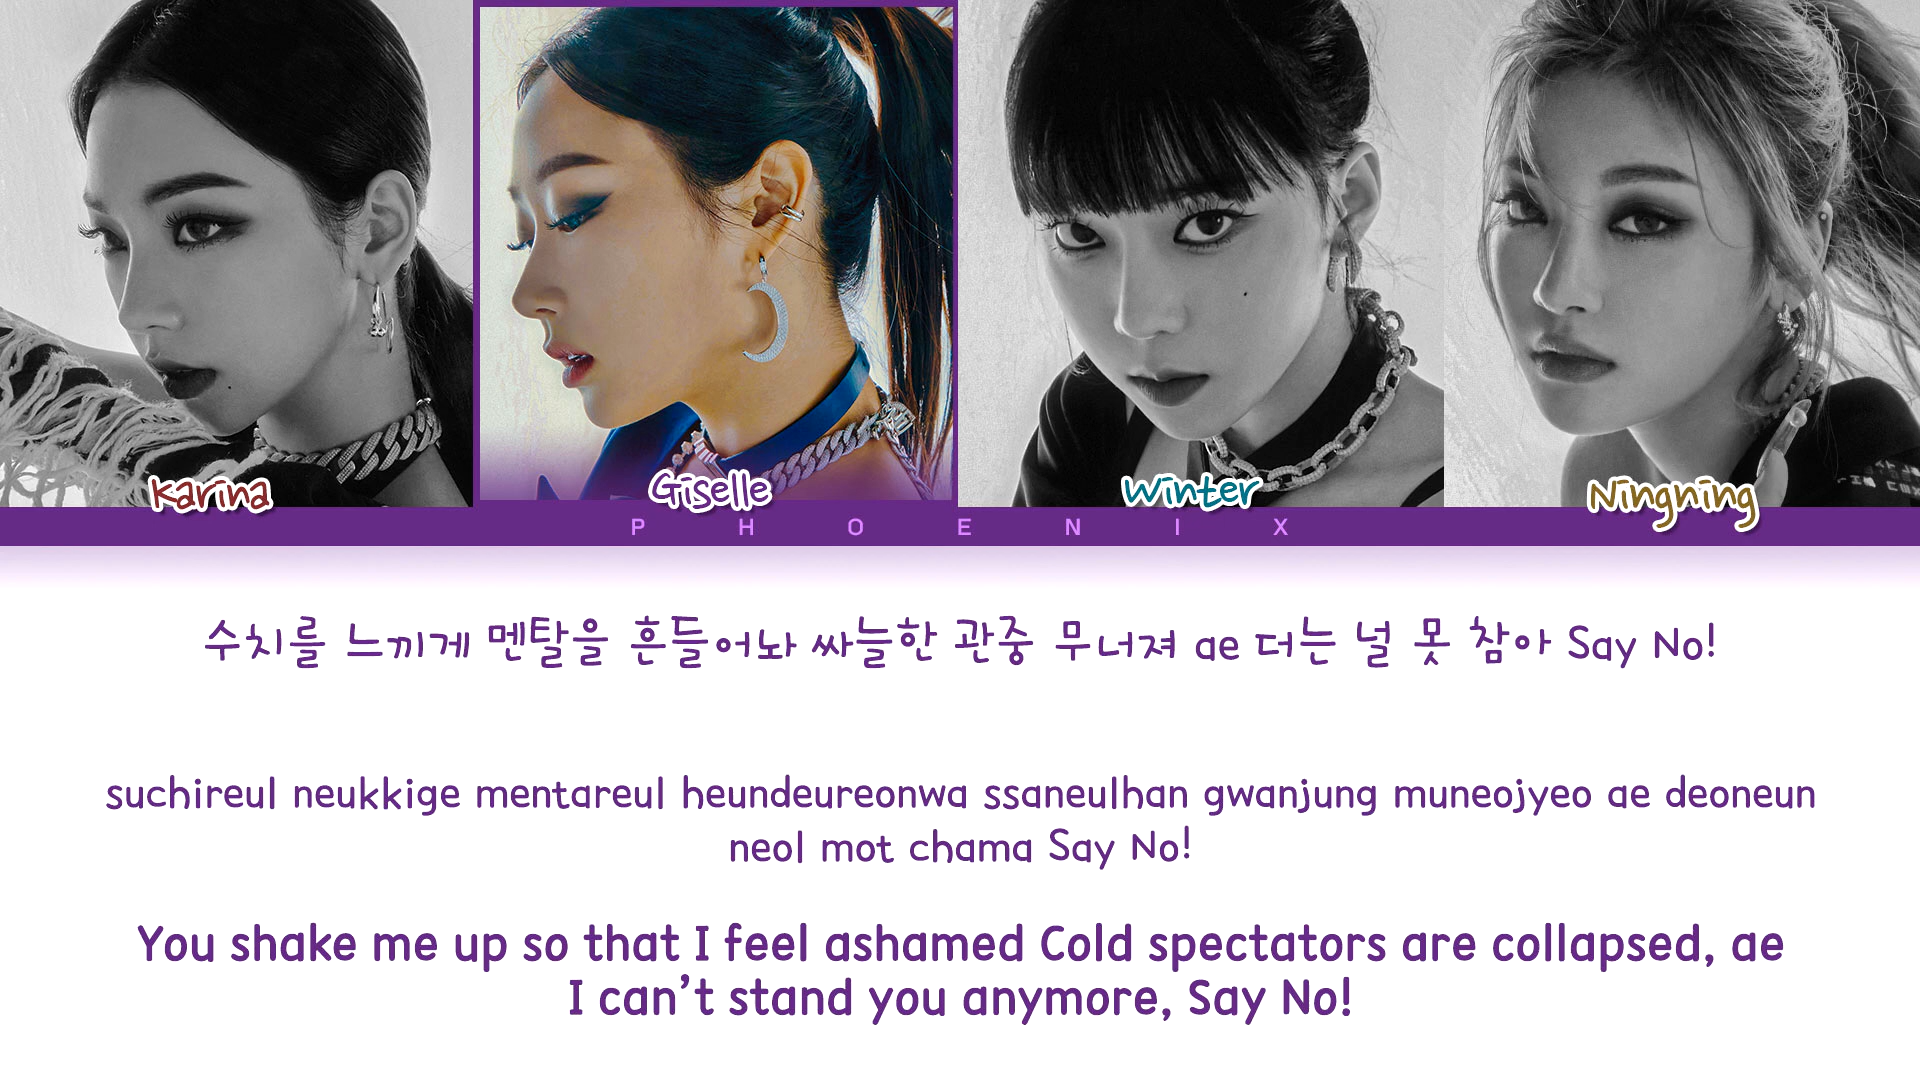 Karina
Giselle
Winter
Ningning
PHOENIX
수치를 느끼게 멘탈을 흔들어놔 싸늘한 관중 무너져 ae 더는 널 못 참아 Say No!
suchireul neukkige mentareul heundeureonwa ssaneulhan gwanjung muneojyeo ae deoneun
neol mot chama Say No!
You shake me up so that I feel ashamed Cold spectators are collapsed, ae
I can't stand you anymore, Say No!